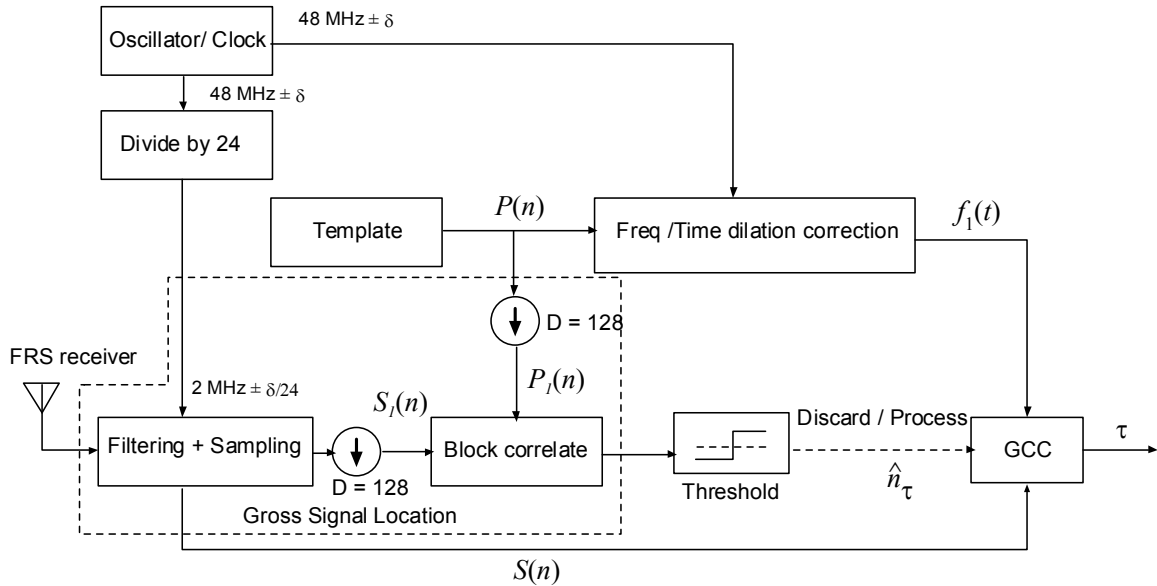 48 MHz ± δ
Oscillator/ Clock
48 MHz ± δ
Divide by 24
P(n)
Template
Freq /Time dilation correction
f₁(t)
D = 128
FRS receiver
2 MHz ± δ/24
S₁(n)
P₁(n)
Discard / Process
τ
Filtering + Sampling
Block correlate
GCC
D = 128
Threshold
n̂τ
Gross Signal Location
S(n)